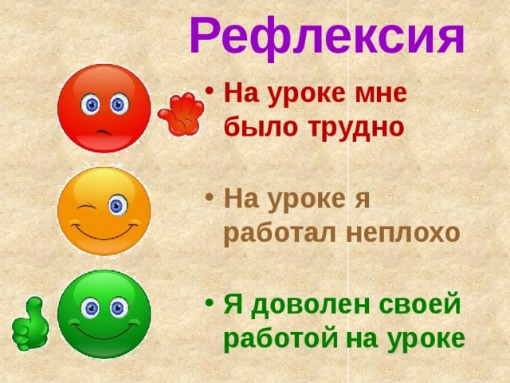 Рефлексия
• На уроке мне
было трудно
• На уроке я
работал неплохо
• Я доволен своей
работой на уроке